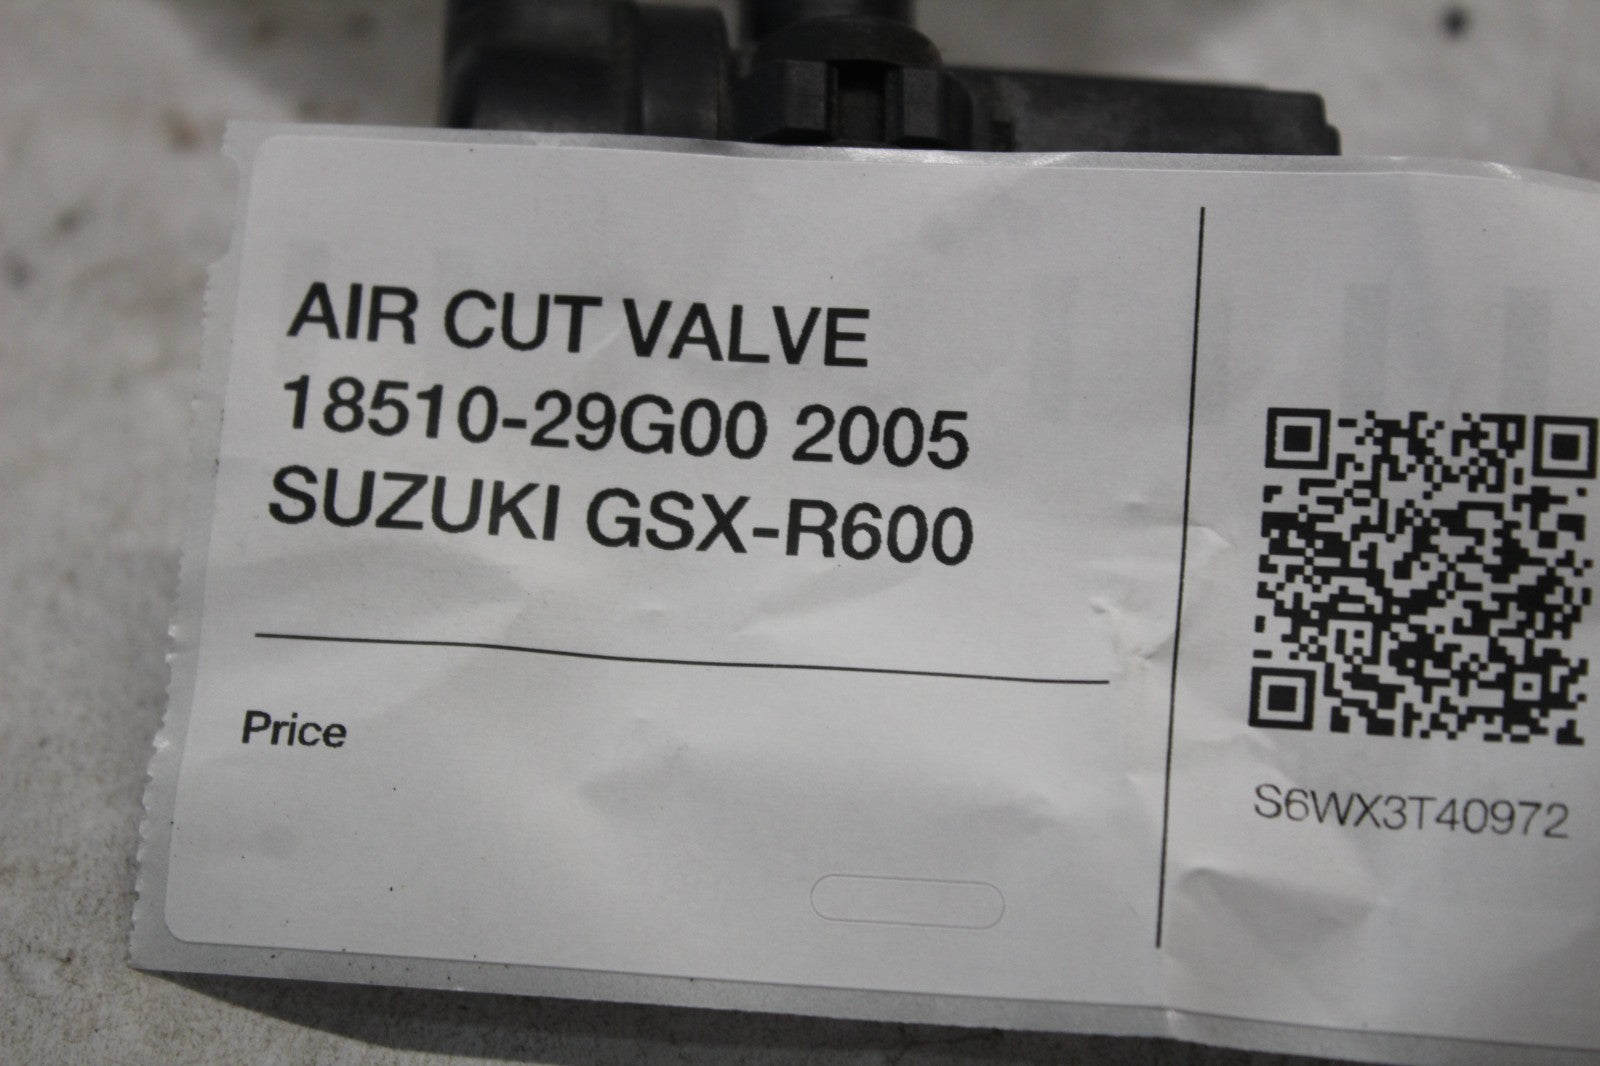 AIR CUT VALVE
18510-29G00 2005
SUZUKI GSX-R600
Price
S6WX3T40972